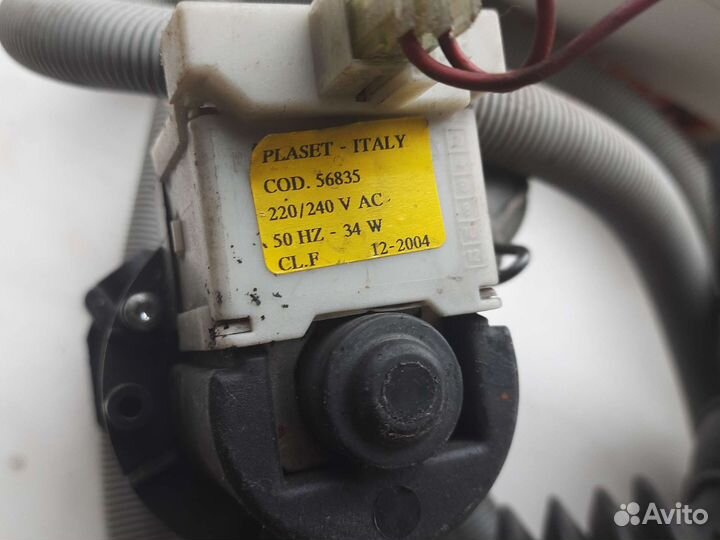 PLASET - ITALY
COD. 56835
220/240 V AC
50 HZ - 34 W
CL.F 12-2004
Avito